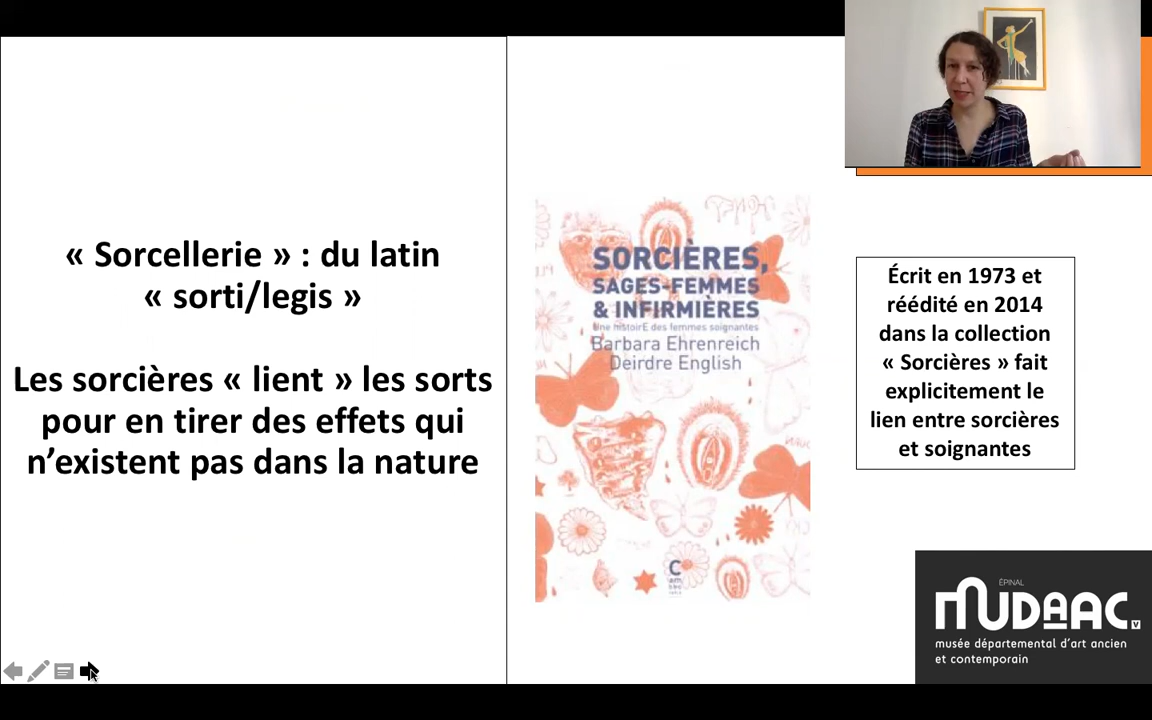 « Sorcellerie » : du latin
« sorti/legis »
Les sorcières « lient » les sorts
pour en tirer des effets qui
n’existent pas dans la nature
SORCIÈRES,
SAGES-FEMMES
& INFIRMIÈRES
Une histoirE des femmes soignantes
Barbara Ehrenreich
Deirdre English
Écrit en 1973 et
réédité en 2014
dans la collection
« Sorcières » fait
explicitement le
lien entre sorcières
et soignantes
ÉPINAL
MUDAAC
musée départemental d’art ancien
et contemporain